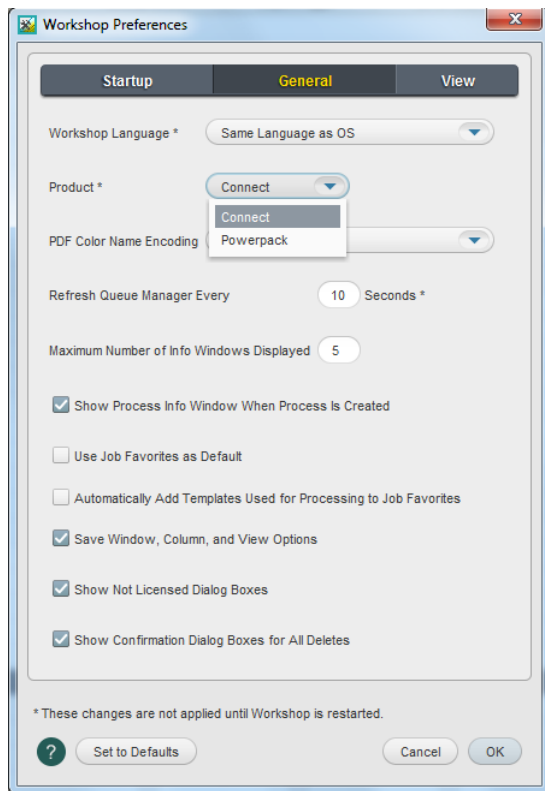 Workshop Preferences
x
Startup General View
Workshop Language * Same Language as OS
Product * Connect
Connect
PDF Color Name Encoding Powerpack
Refresh Queue Manager Every 10 Seconds *
Maximum Number of Info Windows Displayed 5
Show Process Info Window When Process Is Created
Use Job Favorites as Default
Automatically Add Templates Used for Processing to Job Favorites
Save Window, Column, and View Options
Show Not Licensed Dialog Boxes
Show Confirmation Dialog Boxes for All Deletes
* These changes are not applied until Workshop is restarted.
? Set to Defaults Cancel OK